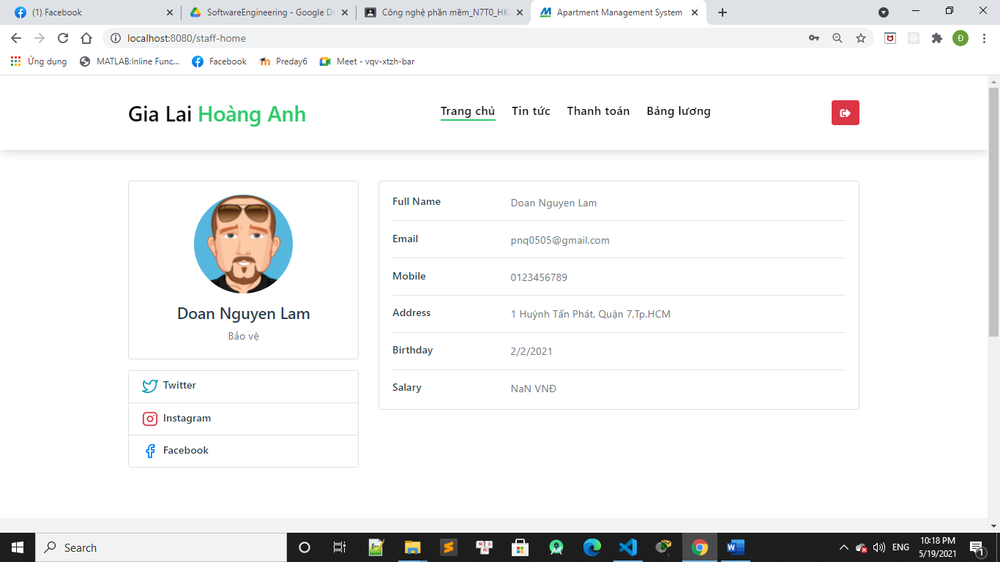 (1) Facebook
SoftwareEngineering - Google D
Công nghệ phần mềm_N7T0_HK
Apartment Management System
localhost:8080/staff-home
Đ
Ứng dụng
MATLAB:Inline Func...
Facebook
Preday6
Meet - vqv-xtzh-bar
Gia Lai Hoàng Anh
Trang chủ
Tin tức
Thanh toán
Bảng lương
Doan Nguyen Lam
Bảo vệ
Twitter
Instagram
Facebook
Full Name
Doan Nguyen Lam
Email
pnq0505@gmail.com
Mobile
0123456789
Address
1 Huỳnh Tấn Phát, Quận 7,Tp.HCM
Birthday
2/2/2021
Salary
NaN VNĐ
Search
ENG
10:18 PM
5/19/2021
1